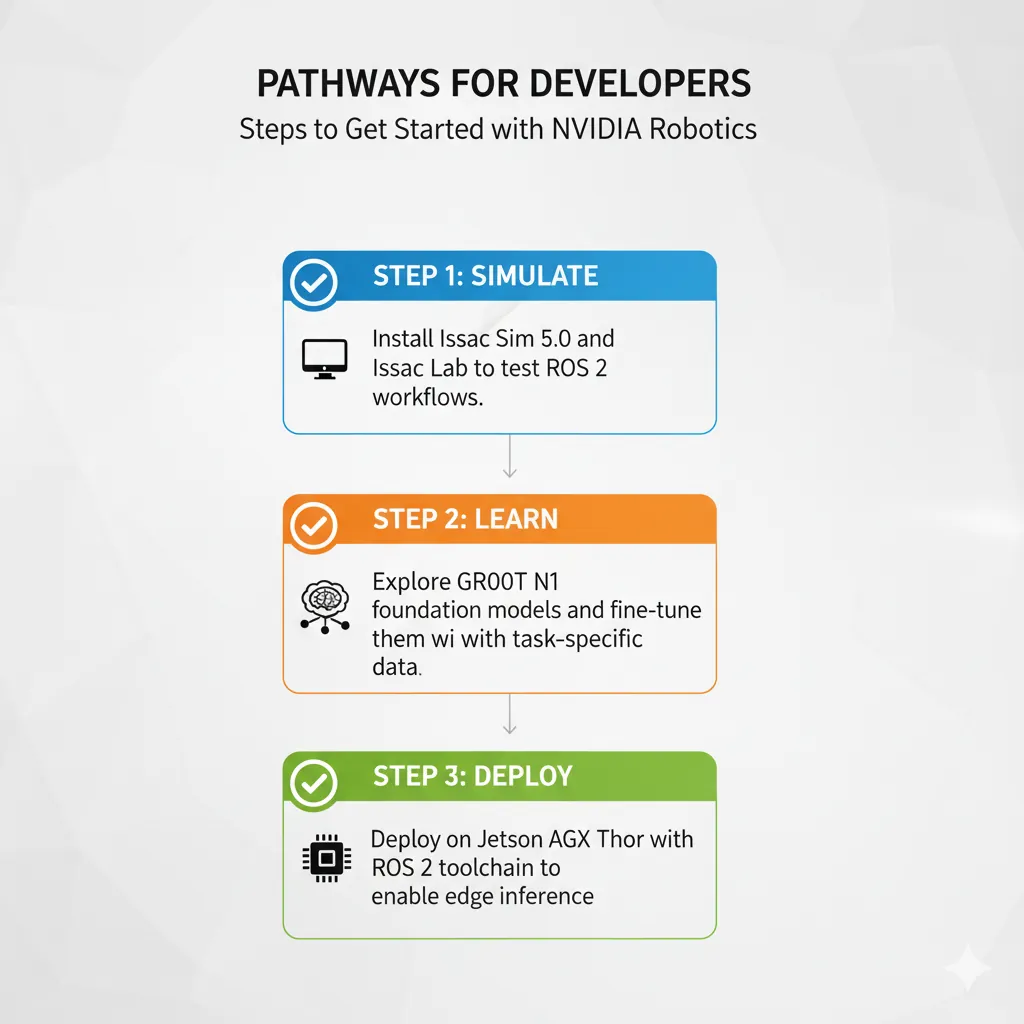 PATHWAYS FOR DEVELOPERS
Steps to Get Started with NVIDIA Robotics
STEP 1: SIMULATE
Install Issac Sim 5.0 and
Issac Lab to test ROS 2
workflows.
STEP 2: LEARN
Explore GR00T N1
foundation models and fine-tune
them wi with task-specific
data.
STEP 3: DEPLOY
Deploy on Jetson AGX Thor with
ROS 2 toolchain to
enable edge inference